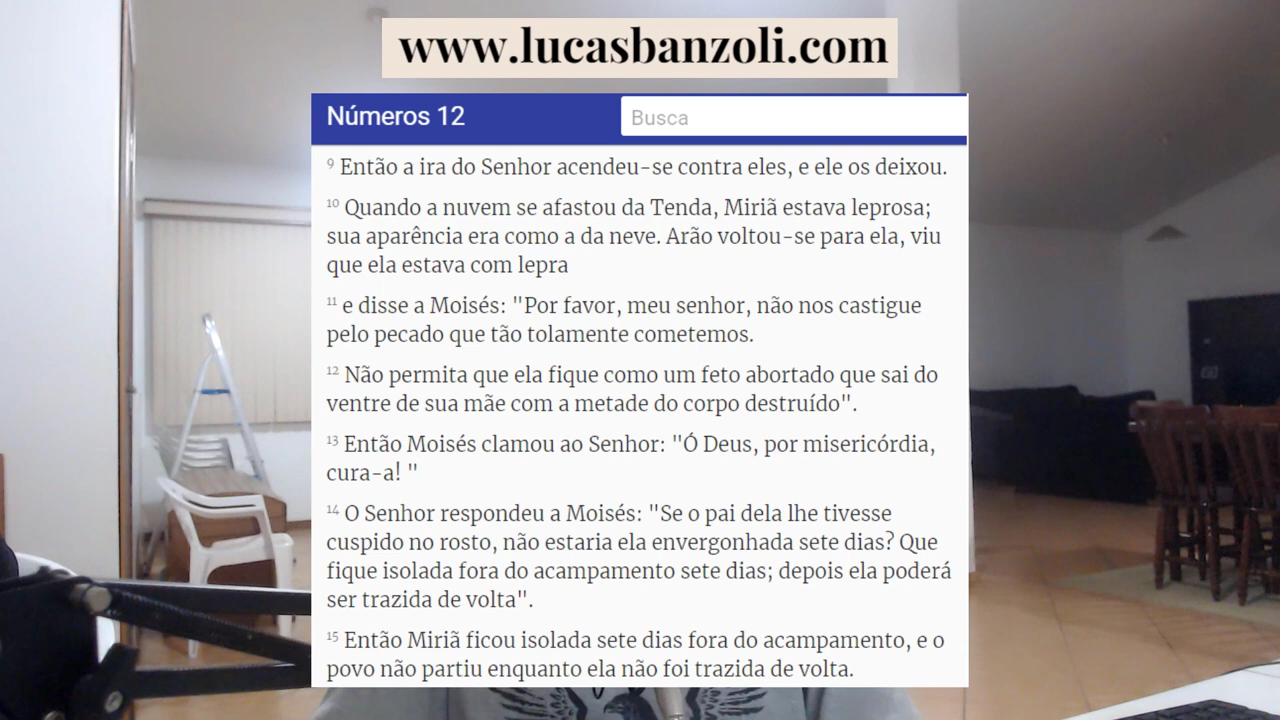 www.lucasbanzoli.com
Números 12
Busca
9 Então a ira do Senhor acendeu-se contra eles, e ele os deixou.
10 Quando a nuvem se afastou da Tenda, Miriã estava leprosa;
sua aparência era como a da neve. Arão voltou-se para ela, viu
que ela estava com lepra
11 e disse a Moisés: "Por favor, meu senhor, não nos castigue
pelo pecado que tão tolamente cometemos.
12 Não permita que ela fique como um feto abortado que sai do
ventre de sua mãe com a metade do corpo destruído".
13 Então Moisés clamou ao Senhor: "Ó Deus, por misericórdia,
cura-a! "
14 O Senhor respondeu a Moisés: "Se o pai dela lhe tivesse
cuspido no rosto, não estaria ela envergonhada sete dias? Que
fique isolada fora do acampamento sete dias; depois ela poderá
ser trazida de volta".
15 Então Miriã ficou isolada sete dias fora do acampamento, e o
povo não partiu enquanto ela não foi trazida de volta.